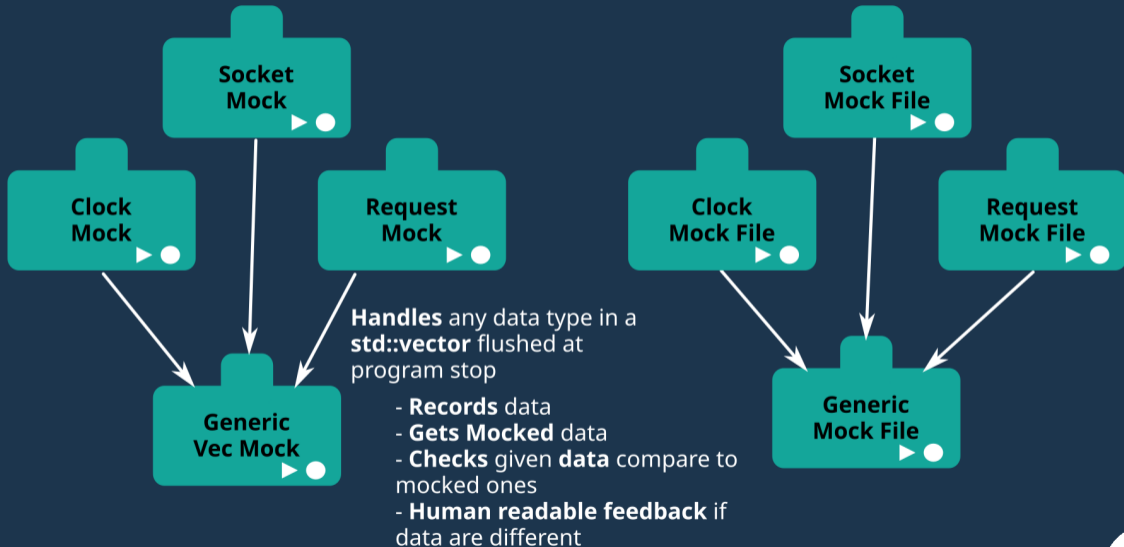 Socket
Mock
Socket
Mock File
Clock
Mock
Request
Mock
Clock
Mock File
Request
Mock File
Handles any data type in a
std::vector flushed at
program stop
- Records data
- Gets Mocked data
- Checks given data compare to
mocked ones
- Human readable feedback if
data are different
Generic
Vec Mock
Generic
Mock File